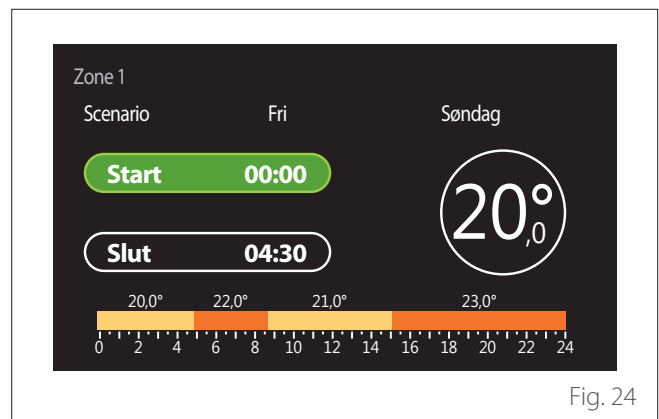 Zone 1
Scenario Fri Søndag
Start 00:00
20,0°
Slut 04:30
20,0° 22,0° 21,0° 23,0°
0 2 4 6 8 10 12 14 16 18 20 22 24
Fig. 24